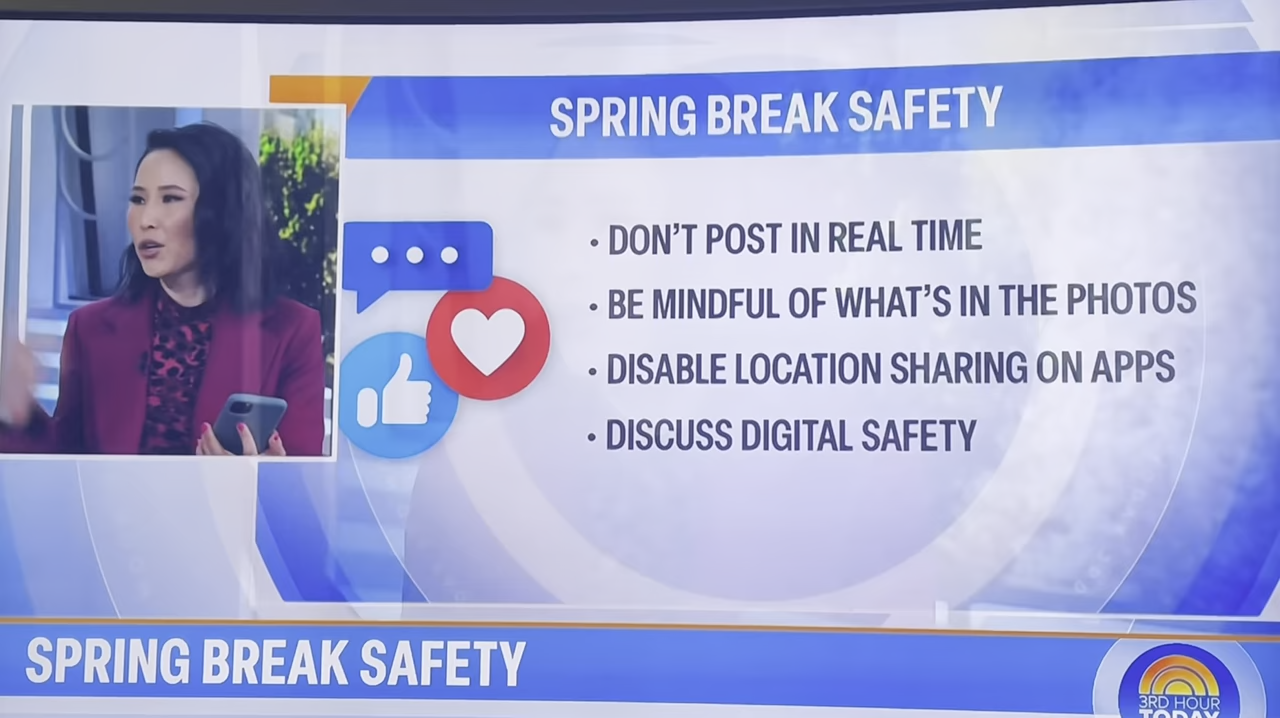 SPRING BREAK SAFETY
• DON'T POST IN REAL TIME
• BE MINDFUL OF WHAT'S IN THE PHOTOS
• DISABLE LOCATION SHARING ON APPS
• DISCUSS DIGITAL SAFETY
SPRING BREAK SAFETY
3RD HOUR
TODAY